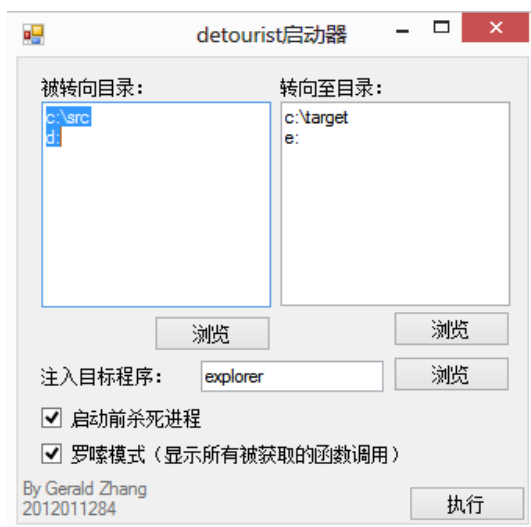 detourist启动器
被转向目录:
转向至目录:
c:\src
d:
c:\target
e:
浏览
浏览
注入目标程序:
explorer
浏览
启动前杀死进程
罗嗦模式（显示所有被获取的函数调用）
By Gerald Zhang
2012011284
执行